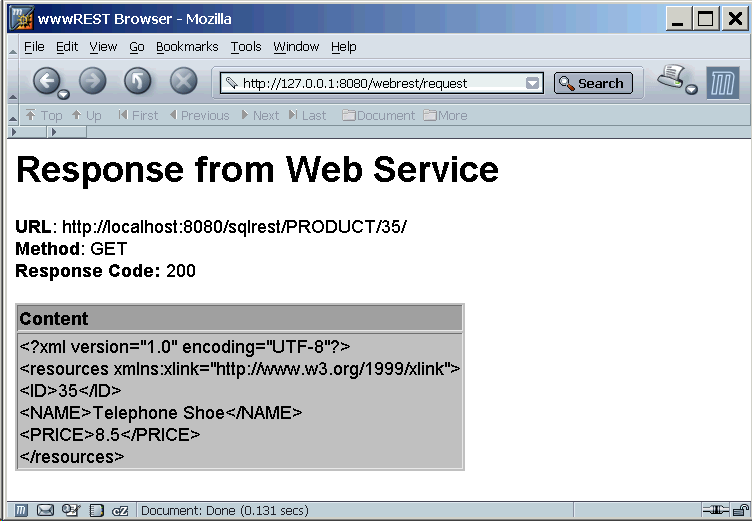 wwwREST Browser - Mozilla
File Edit View Go Bookmarks Tools Window Help
http://127.0.0.1:8080/webrest/request Search
Top Up First Previous Next Last Document More
Response from Web Service
URL: http://localhost:8080/sqlrest/PRODUCT/35/
Method: GET
Response Code: 200
Content
<?xml version="1.0" encoding="UTF-8"?>
<resources xmlns:xlink="http://www.w3.org/1999/xlink">
<ID>35</ID>
<NAME>Telephone Shoe</NAME>
<PRICE>8.5</PRICE>
</resources>
Document: Done (0.131 secs)